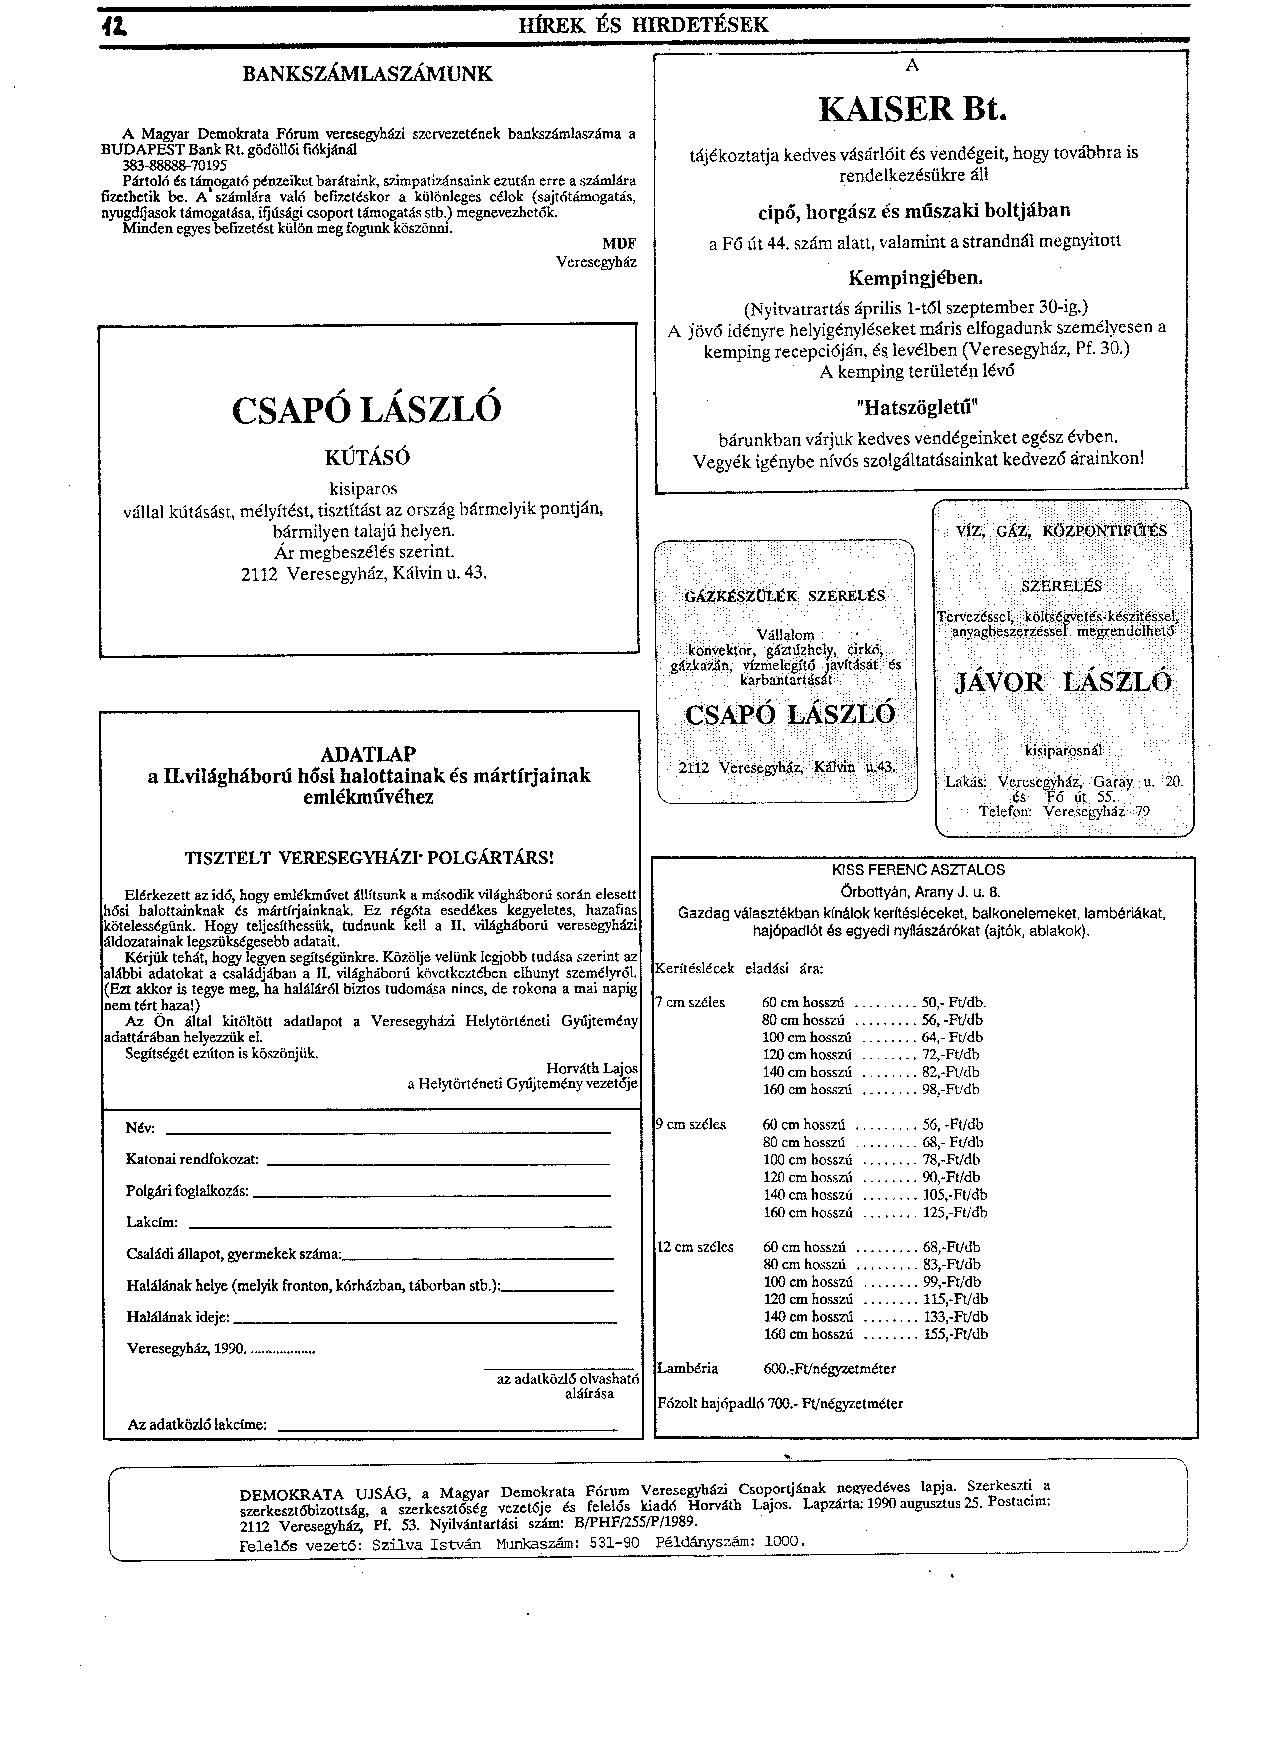 12
HÍREK ÉS HIRDETÉSEK
BANKSZÁMLASZÁMUNK
A Magyar Demokrata Fórum veresegyházi szervezetének bankszámlaszáma a
BUDAPEST Bank Rt. gödöllői fiókjánál
383-88888-70195
Pártoló és támogató pénzeiket barátaink, szimpatizánsaink ezután erre a számlára
fizethetik be. A számlára való befizetéskor a különleges célok (sajtótámogatás,
nyugdíjasok támogatása, ifjúsági csoport támogatás stb.) megnevezhetők.
Minden egyes befizetést külön meg fogunk köszönni.
MDF
Veresegyház
CSAPÓ LÁSZLÓ
KÚTÁSÓ
kisiparos
vállal kútásást, mélyítést, tisztítást az ország bármelyik pontján,
bármilyen talajú helyen.
Ár megbeszélés szerint.
2112 Veresegyház, Kálvin u. 43.
A
KAISER Bt.
tájékoztatja kedves vásárlóit és vendégeit, hogy továbbra is
rendelkezésükre áll
cipő, horgász és műszaki boltjában
a Fő út 44. szám alatt, valamint a strandnál megnyitott
Kempingjében.
(Nyitvatrartás április 1-től szeptember 30-ig.)
A jövő idényre helyigényléseket máris elfogadunk személyesen a
kemping recepcióján, és levélben (Veresegyház, Pf. 30.)
A kemping területén lévő
"Hatszögletű"
bárunkban várjuk kedves vendégeinket egész évben.
Vegyék igénybe nívós szolgáltatásainkat kedvező árainkon!
GÁZKÉSZÜLÉK SZERELÉS
Vállalom
konvektor, gáztűzhely, cirkó,
gázkazán, vízmelegítő javítását és
karbantartását
CSAPÓ LÁSZLÓ
2112 Veresegyház, Kálvin u.43.
VÍZ, GÁZ, KÖZPONTIFŰTÉS
SZERELÉS
Tervezéssel, költségvetés-készítéssel,
anyagbeszerzéssel megrendelhető
JÁVOR LÁSZLÓ
kisiparosnál
Lakás: Veresegyház, Garay u. 20.
és Fő út 55.
Telefon: Veresegyház 79
ADATLAP
a II.világháború hősi halottainak és mártírjainak
emlékművéhez
TISZTELT VERESEGYHÁZI POLGÁRTÁRS!
Elérkezett az idő, hogy emlékművet állítsunk a második világháború során elesett
hősi halottainknak és mártírjainknak. Ez régóta esedékes kegyeletes, hazafias
kötelességünk. Hogy teljesíthessük, tudnunk kell a II. világháború veresegyházi
áldozatainak legszükségesebb adatait.
Kérjük tehát, hogy legyen segítségünkre. Közölje velünk legjobb tudása szerint az
alábbi adatokat a családjában a II. világháború következtében elhunyt személyről.
(Ezt akkor is tegye meg, ha haláláról biztos tudomása nincs, de rokona a mai napig
nem tért haza!)
Az Ön által kitöltött adatlapot a Veresegyházi Helytörténeti Gyűjtemény
adattárában helyezzük el.
Segítségét ezúton is köszönjük.
Horváth Lajos
a Helytörténeti Gyűjtemény vezetője
Név:
Katonai rendfokozat:
Polgári foglalkozás:
Lakcím:
Családi állapot, gyermekek száma:
Halálának helye (melyik fronton, kórházban, táborban stb.):
Halálának ideje:
Veresegyház, 1990..................
az adatközlő olvasható
aláírása
Az adatközlő lakcíme:
KISS FERENC ASZTALOS
Őrbottyán, Arany J. u. 8.
Gazdag választékban kínálok kerítésléceket, balkonelemeket, lambériákat,
hajópadlót és egyedi nyílászárókat (ajtók, ablakok).
Kerítéslécek eladási ára:
7 cm széles 60 cm hosszú ......... 50,- Ft/db.
80 cm hosszú ......... 56, -Ft/db
100 cm hosszú ........ 64,- Ft/db
120 cm hosszú ........ 72,-Ft/db
140 cm hosszú ........ 82,-Ft/db
160 cm hosszú ........ 98,-Ft/db
9 cm széles 60 cm hosszú ......... 56, -Ft/db
80 cm hosszú ......... 68,- Ft/db
100 cm hosszú ........ 78,-Ft/db
120 cm hosszú ........ 90,-Ft/db
140 cm hosszú ........ 105,-Ft/db
160 cm hosszú ........ 125,-Ft/db
12 cm széles 60 cm hosszú ......... 68,-Ft/db
80 cm hosszú ......... 83,-Ft/db
100 cm hosszú ........ 99,-Ft/db
120 cm hosszú ........ 115,-Ft/db
140 cm hosszú ........ 133,-Ft/db
160 cm hosszú ........ 155,-Ft/db
Lambéria 600.-Ft/négyzetméter
Fózolt hajópadló 700.- Ft/négyzetméter
DEMOKRATA UJSÁG, a Magyar Demokrata Fórum Veresegyházi Csoportjának negyedéves lapja. Szerkeszti a
szerkesztőbizottság, a szerkesztőség vezetője és felelős kiadó Horváth Lajos. Lapzárta: 1990 augusztus 25. Postacím:
2112 Veresegyház, Pf. 53. Nyilvántartási szám: B/PHF/255/P/1989.
Felelős vezető: Szilva István Munkaszám: 531-90 Példányszám: 1000.